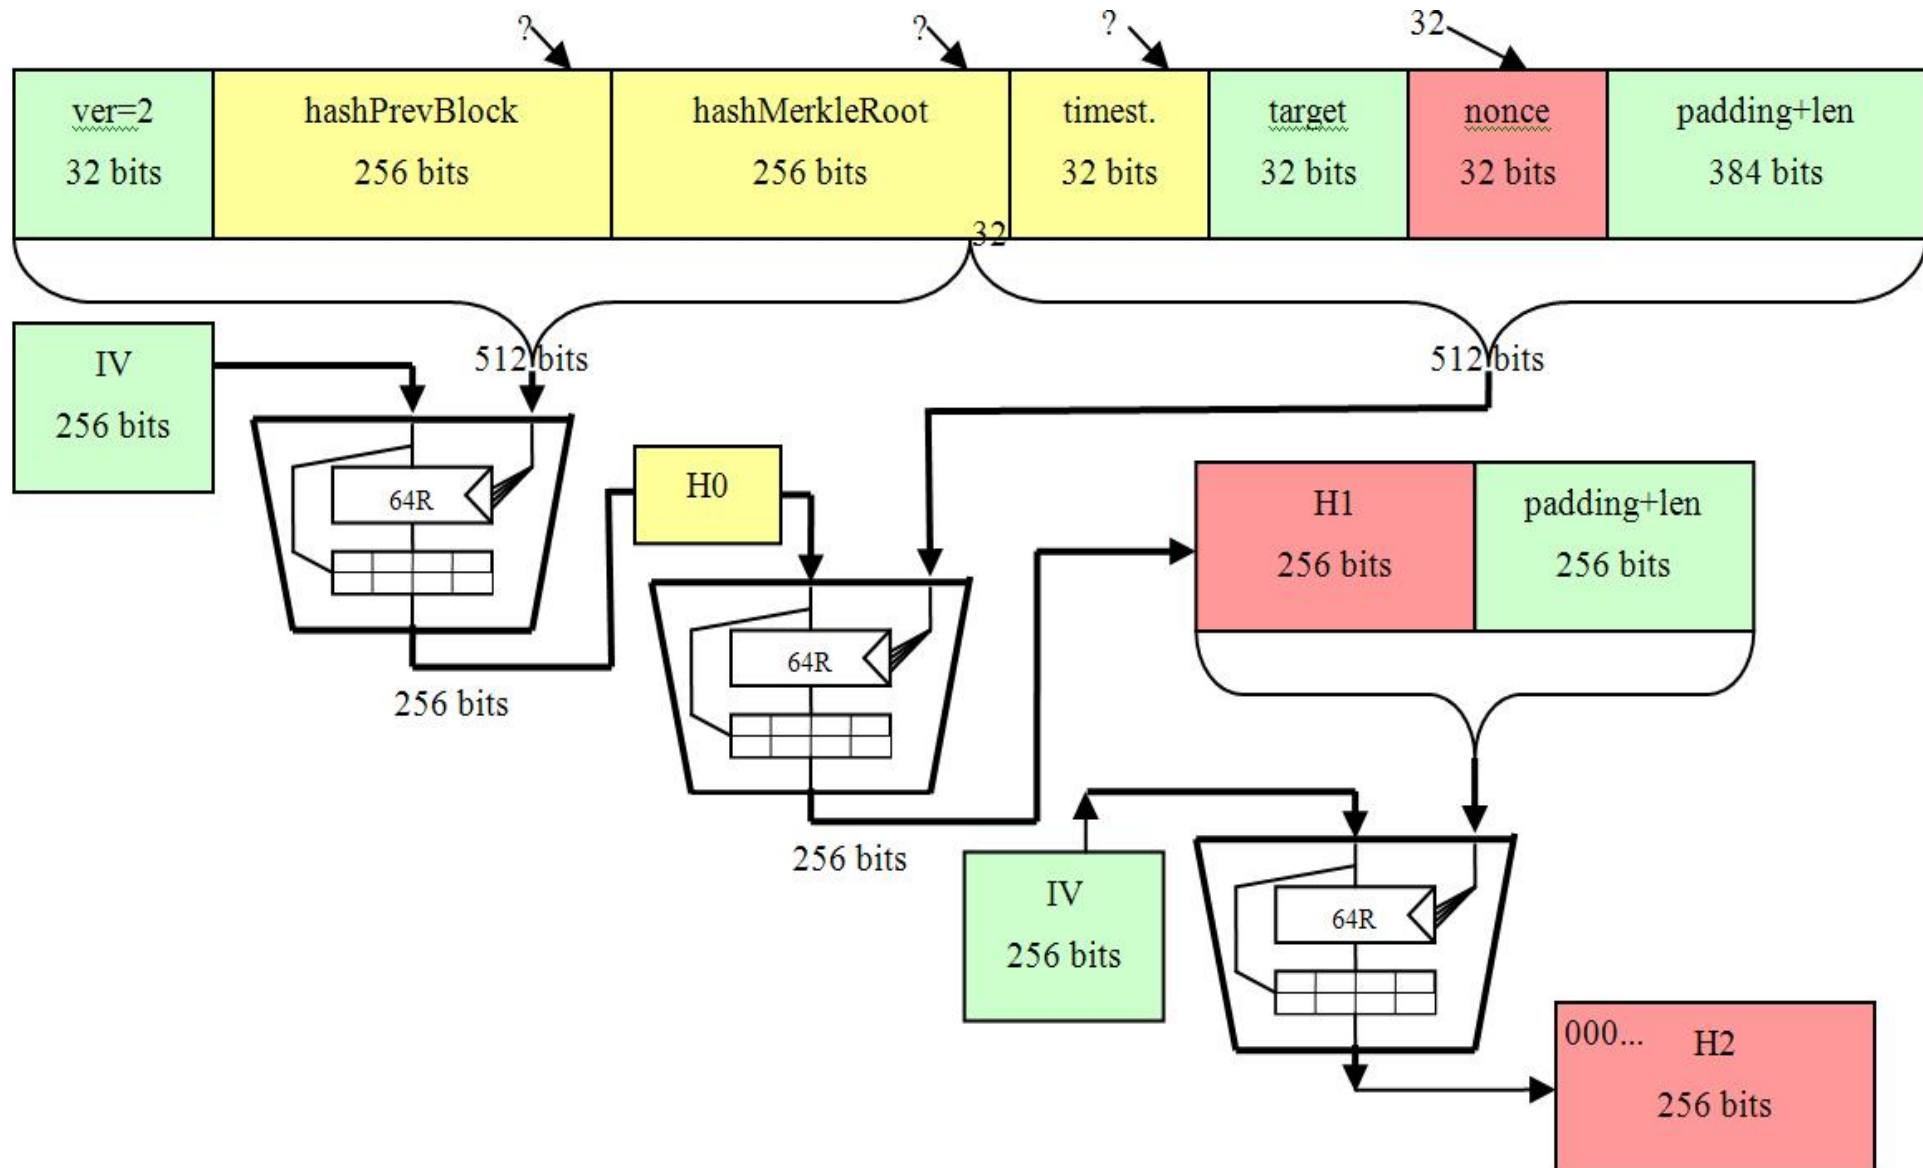 ?
?
?
32
ver=2
32 bits
hashPrevBlock
256 bits
hashMerkleRoot
256 bits
timest.
32 bits
target
32 bits
nonce
32 bits
padding+len
384 bits
32
IV
256 bits
512 bits
512 bits
64R
256 bits
H0
64R
256 bits
H1
256 bits
padding+len
256 bits
IV
256 bits
64R
000...
H2
256 bits